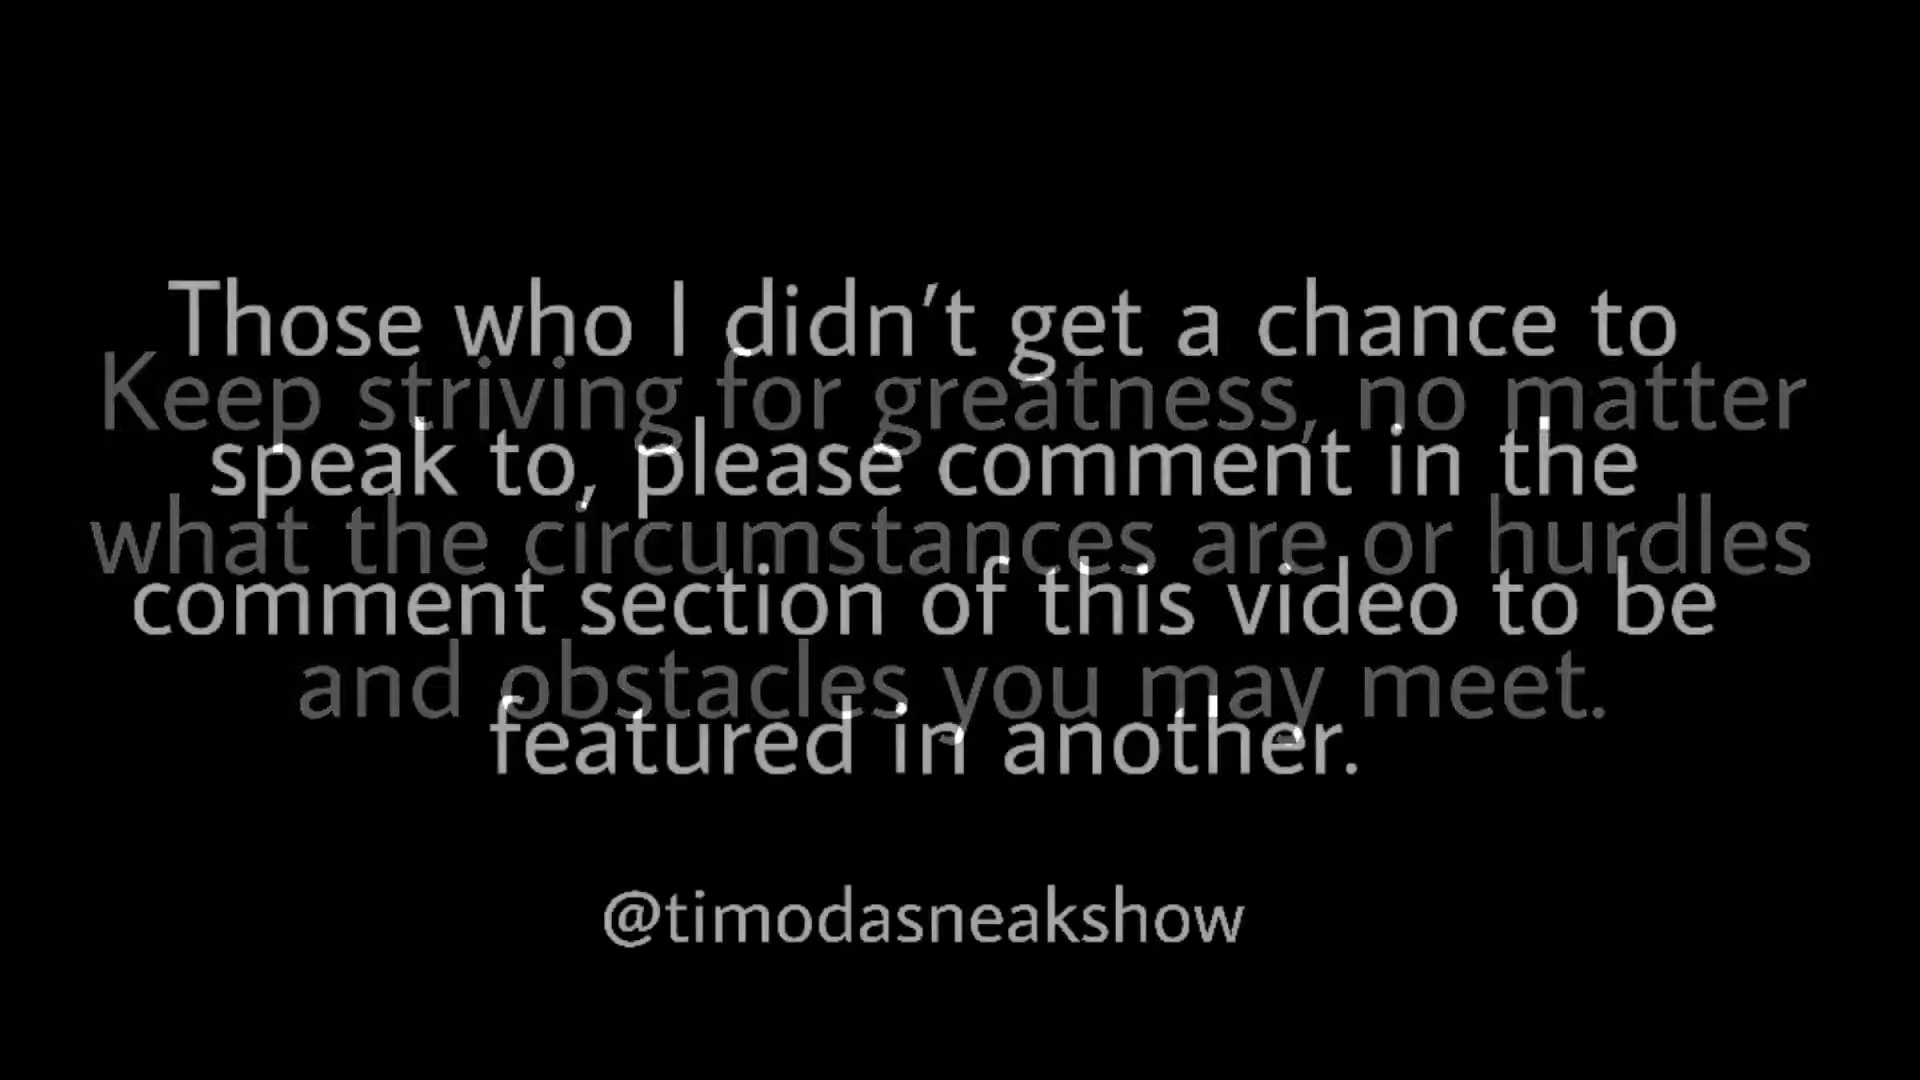 Those who I didn’t get a chance to
Keep striving for greatness, no matter
speak to, please comment in the
what the circumstances are or hurdles
comment section of this video to be
and obstacles you may meet.
featured in another.
@timodasneakshow